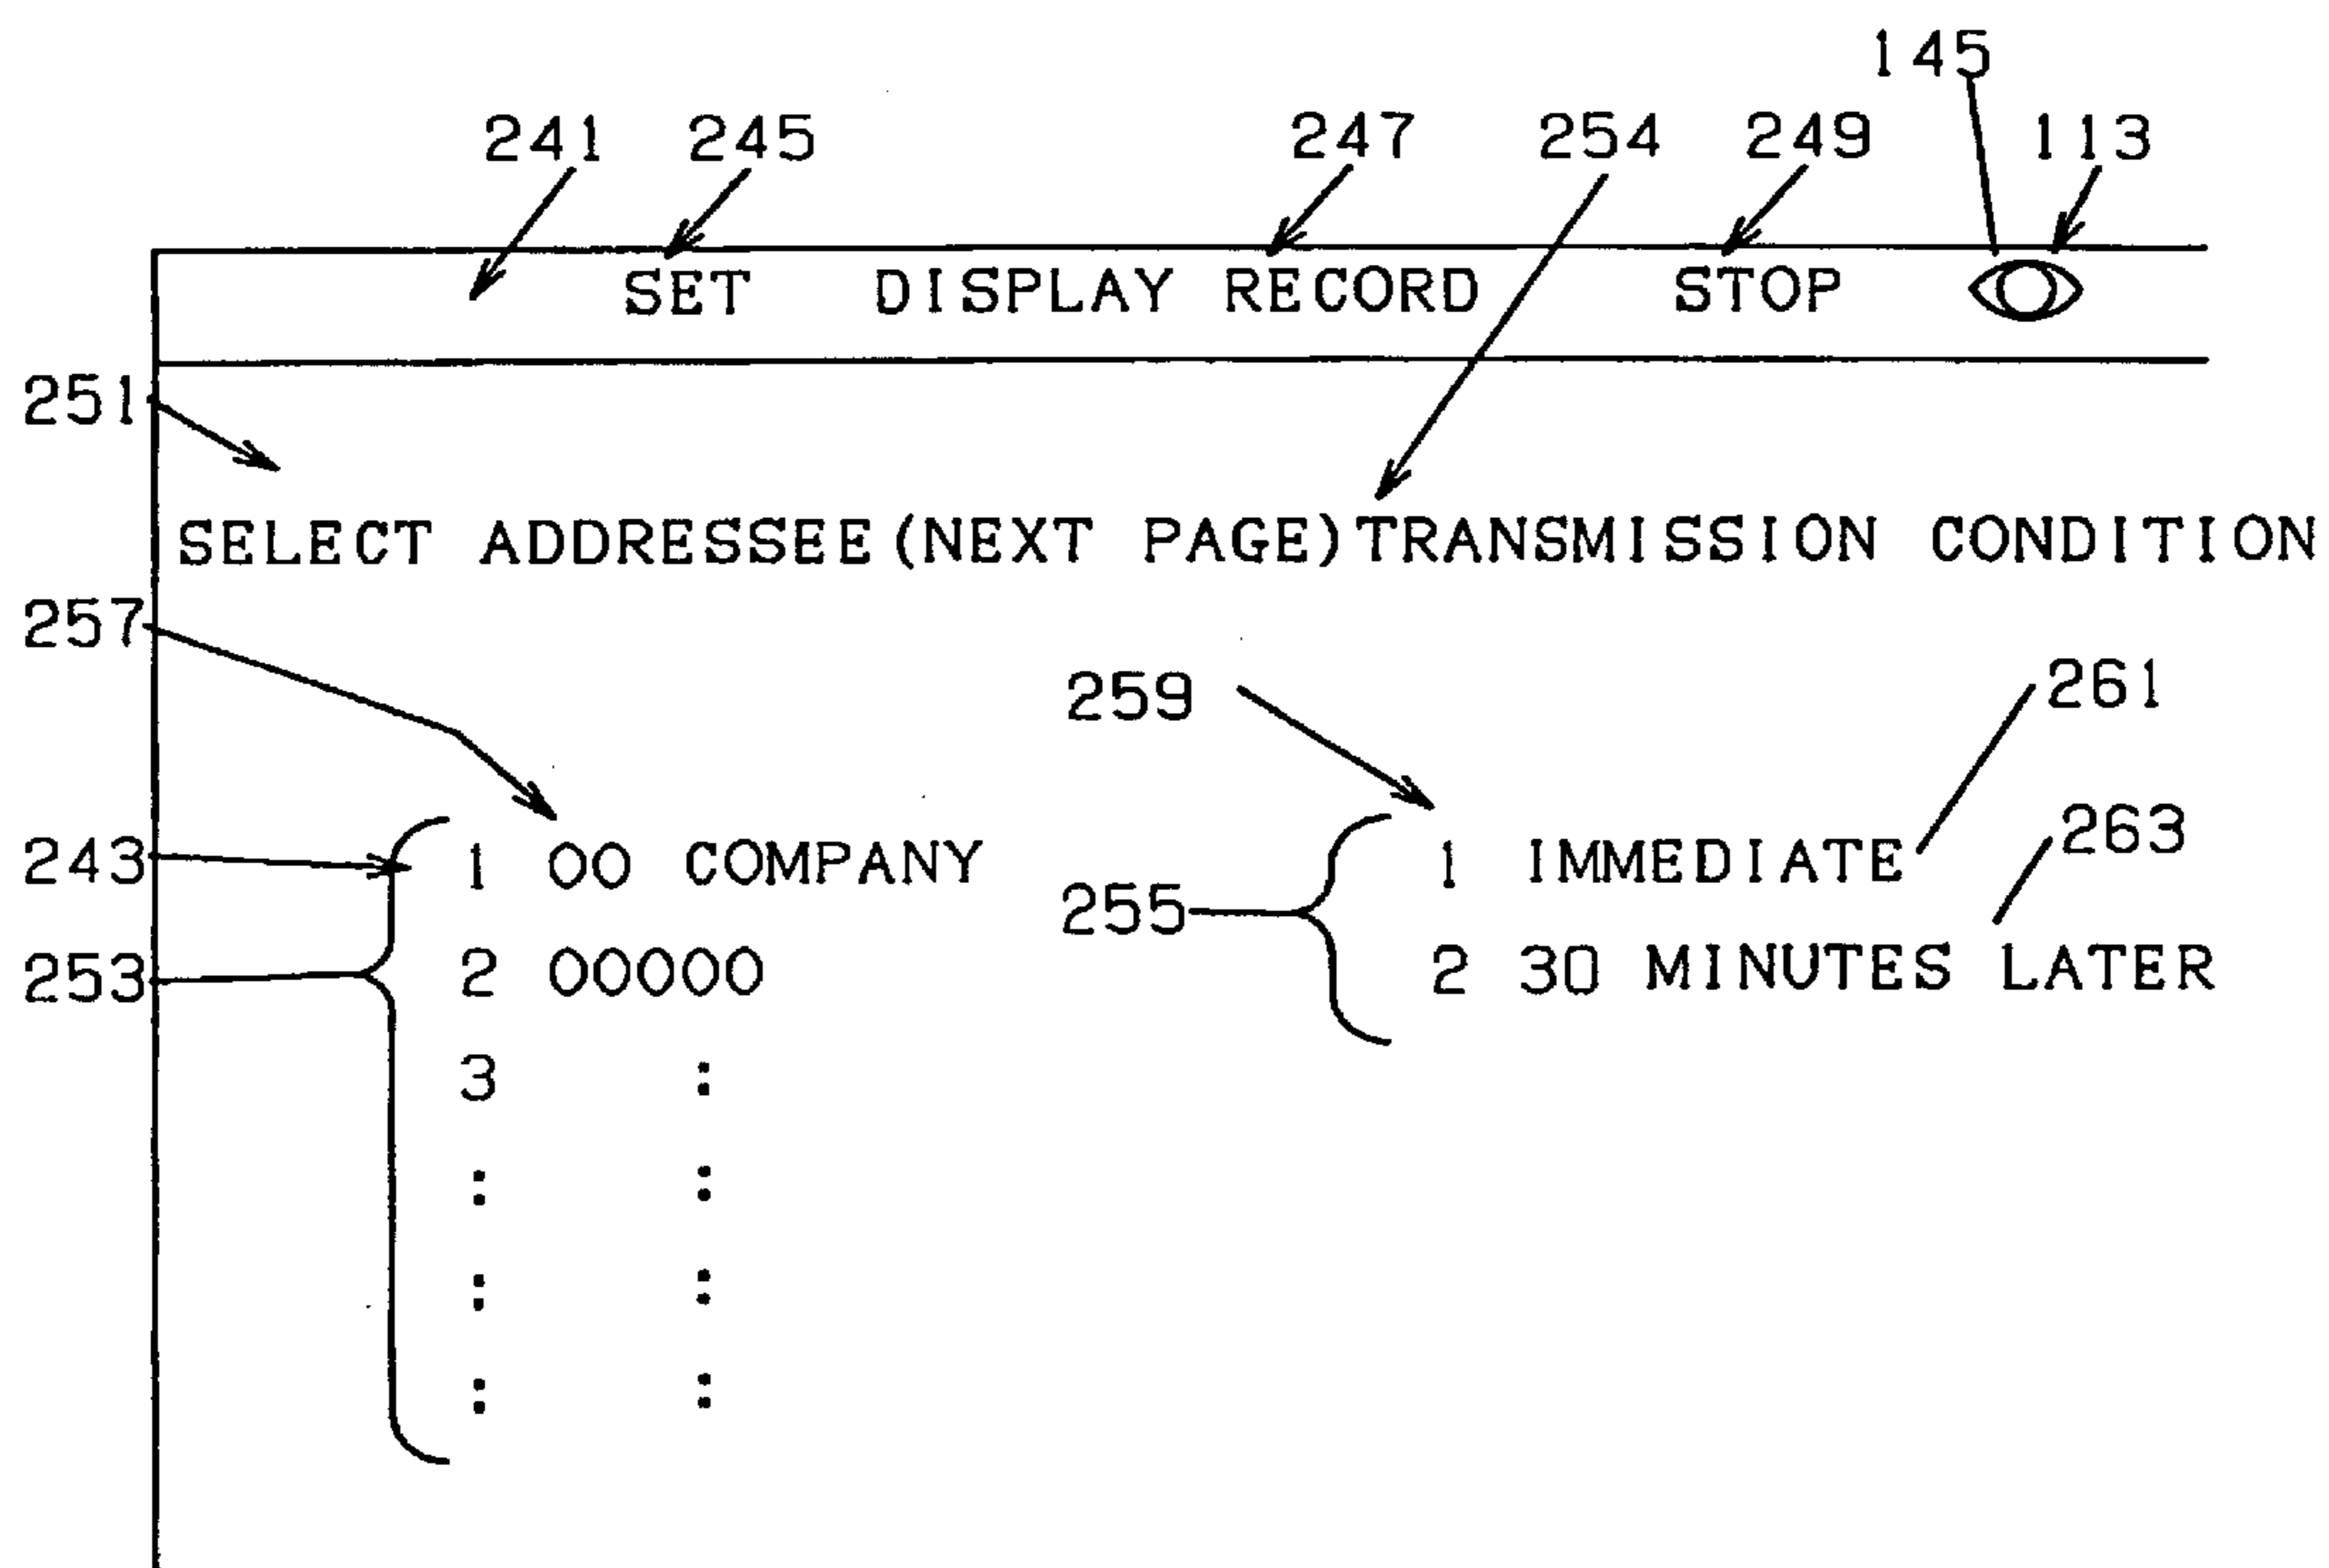 145
241 245 247 254 249 113
SET DISPLAY RECORD STOP
251
SELECT ADDRESSEE(NEXT PAGE)TRANSMISSION CONDITION
257
259 261
243 1 OO COMPANY 1 IMMEDIATE 263
255
253 2 OOOOO 2 30 MINUTES LATER
3 :
: :
: :
: :